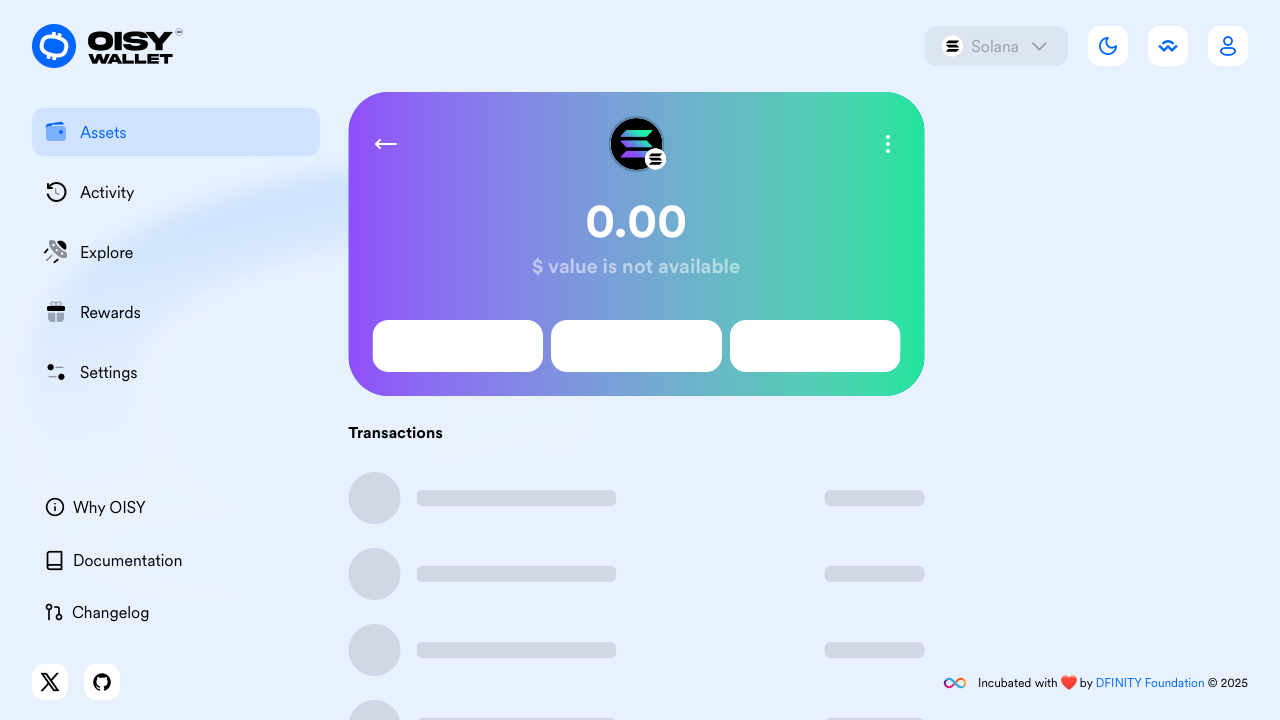 OISY
WALLET
Solana
Assets
Activity
Explore
Rewards
Settings
Why OISY
Documentation
Changelog
0.00
$ value is not available
Transactions
Incubated with ❤️ by DFINITY Foundation © 2025